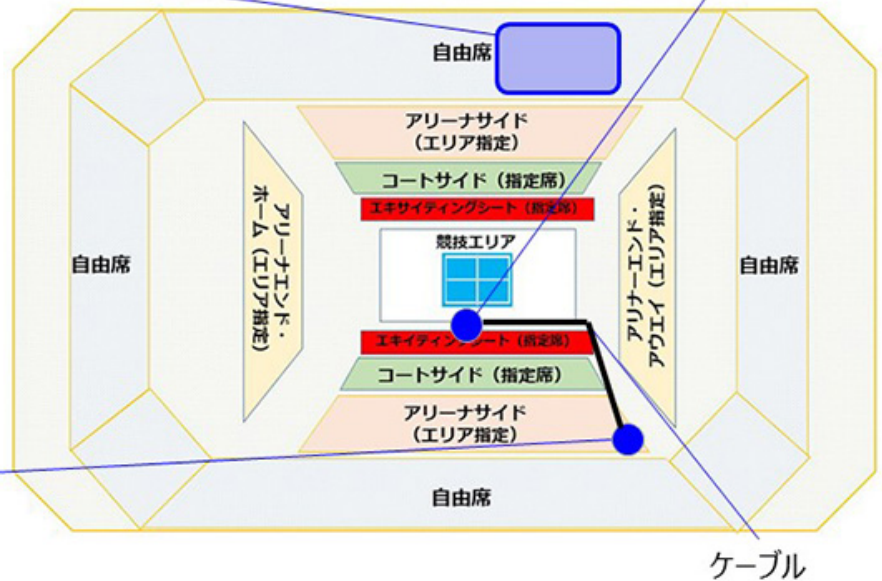 自由席
アリーナサイド
（エリア指定）
コートサイド（指定席）
エキサイティングシート（指定席）
アリーナエンド・
ホーム（エリア指定）
競技エリア
アリナーエンド・
アウエイ（エリア指定）
自由席
自由席
エキイティングシート（指定席）
コートサイド（指定席）
アリーナサイド
（エリア指定）
自由席
ケーブル